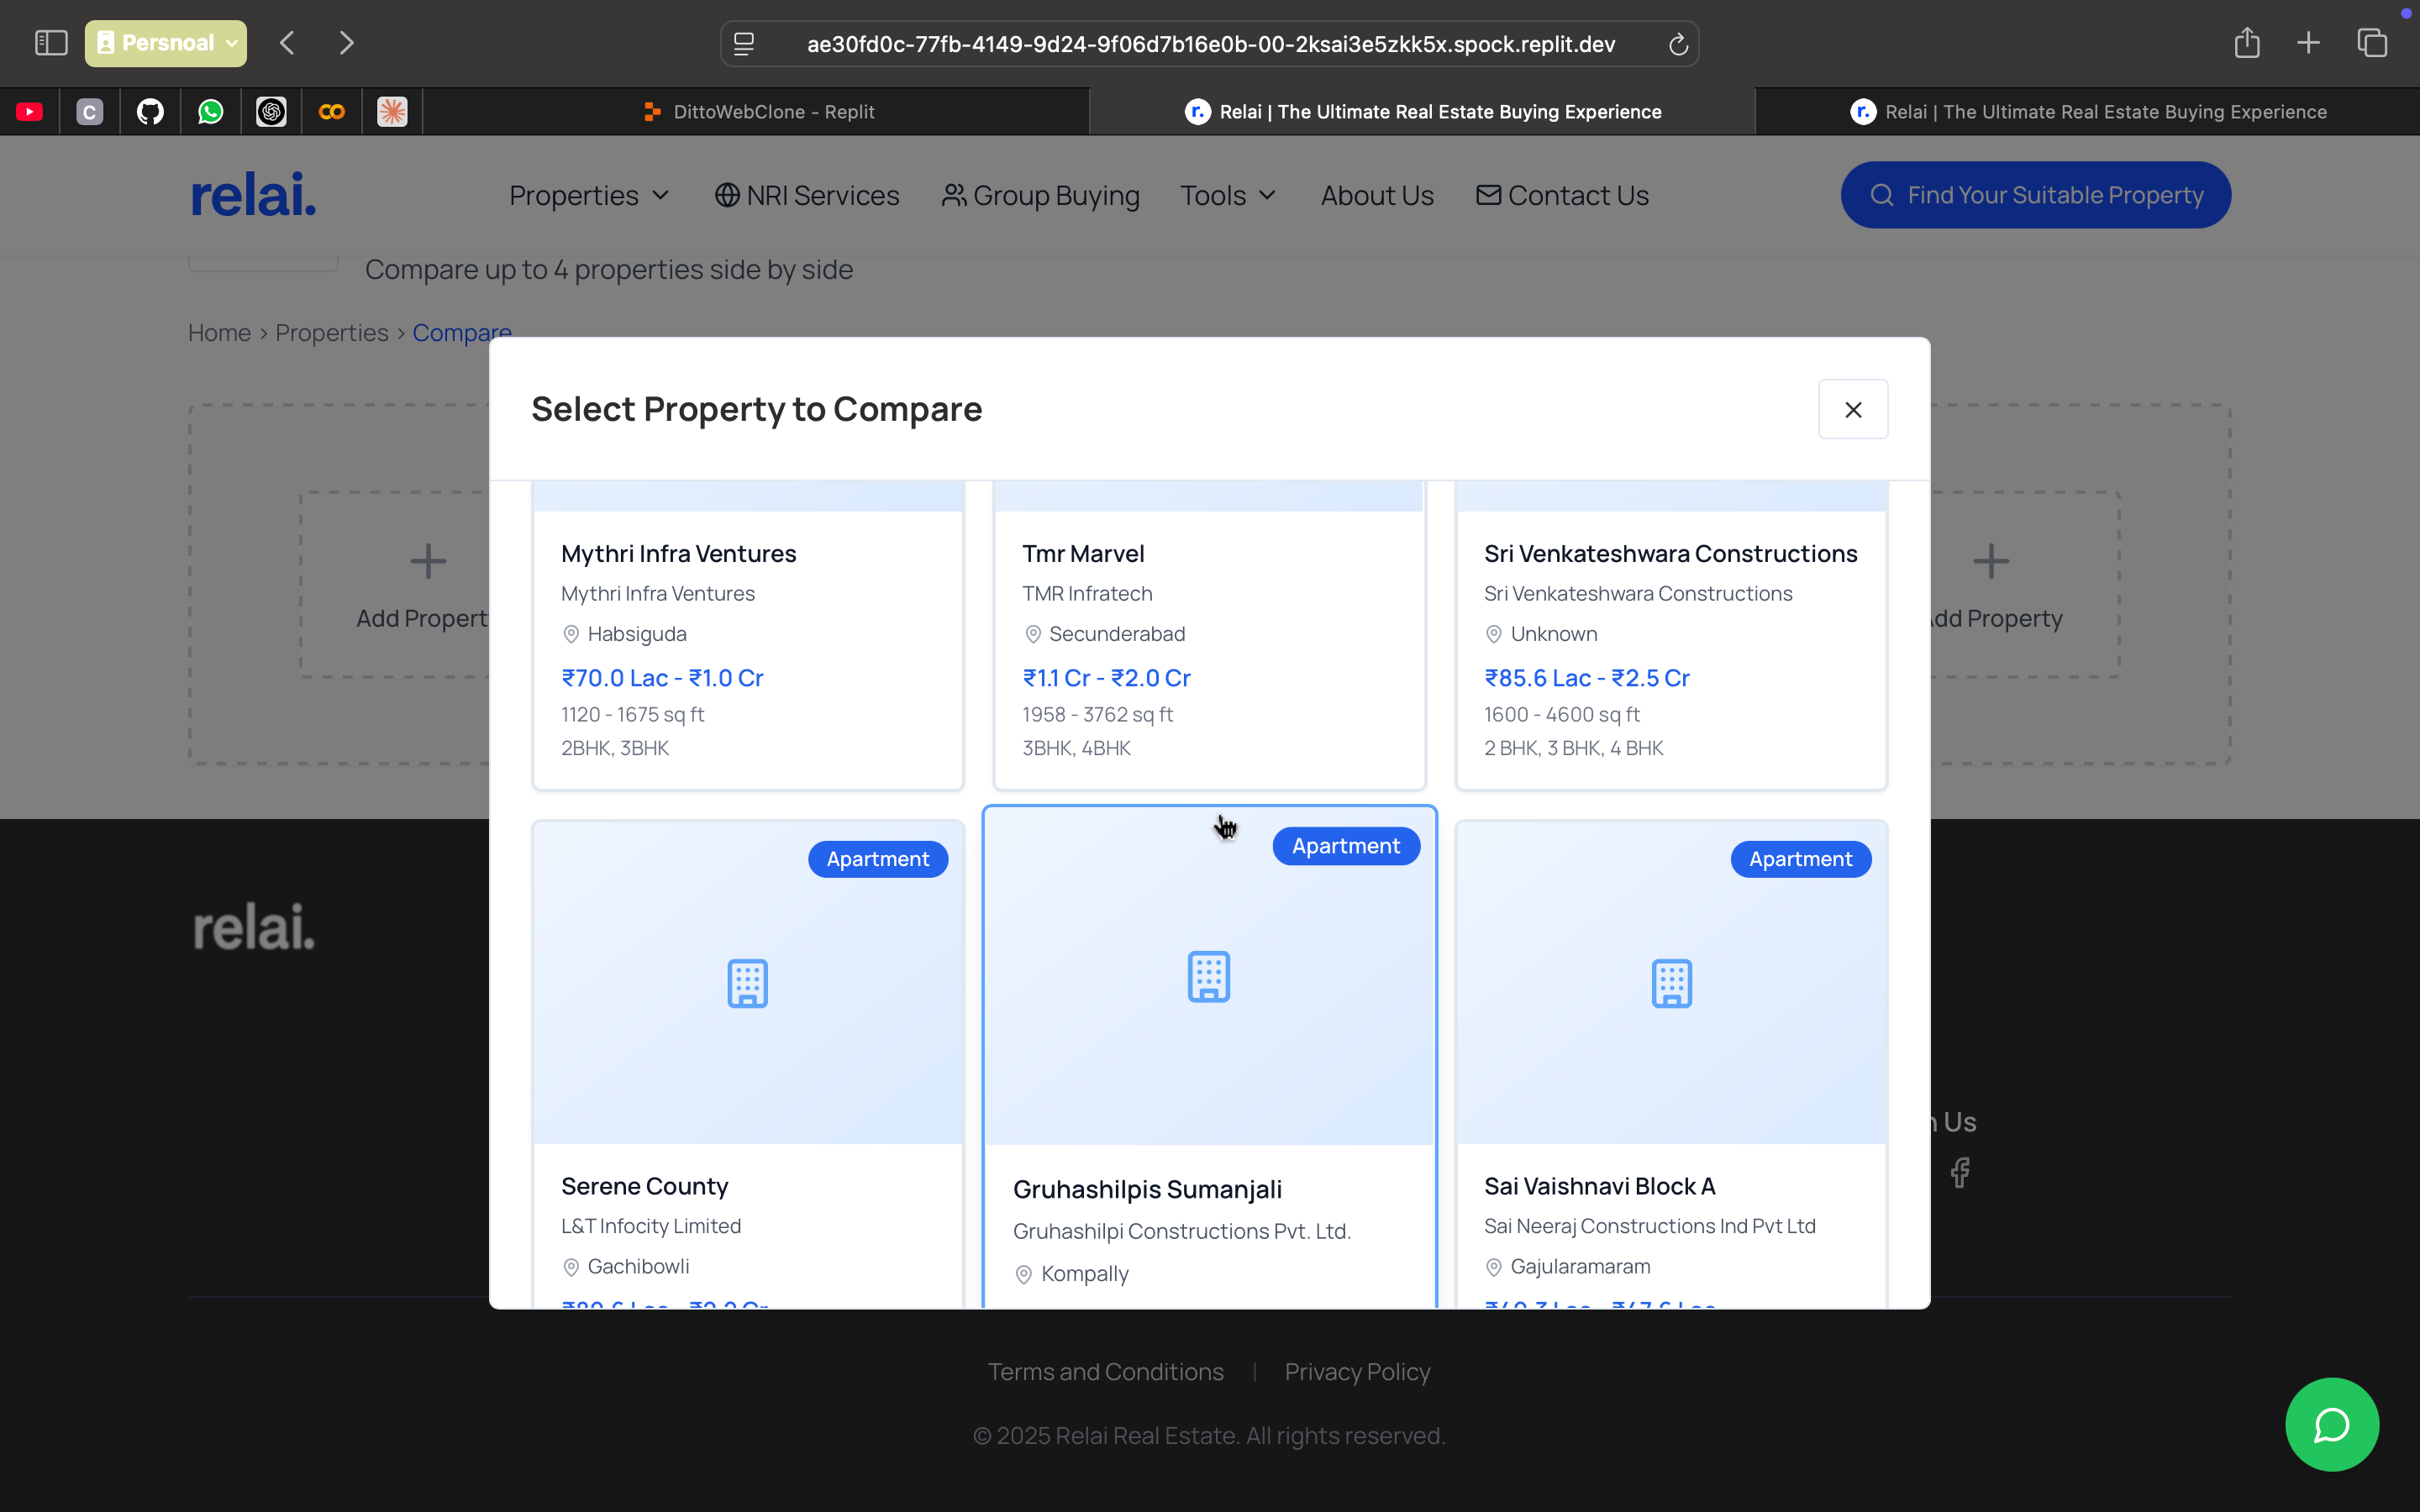 Persnoal
ae30fd0c-77fb-4149-9d24-9f06d7b16e0b-00-2ksai3e5zkk5x.spock.replit.dev
C
DittoWebClone – Replit
r. Relai | The Ultimate Real Estate Buying Experience
r. Relai | The Ultimate Real Estate Buying Experience
relai.
Properties
NRI Services
Group Buying
Tools
About Us
Contact Us
Find Your Suitable Property
Compare up to 4 properties side by side
Home > Properties > Compare
Select Property to Compare
Add Propert
dd Property
Mythri Infra Ventures
Mythri Infra Ventures
Habsiguda
₹70.0 Lac - ₹1.0 Cr
1120 - 1675 sq ft
2BHK, 3BHK
Tmr Marvel
TMR Infratech
Secunderabad
₹1.1 Cr - ₹2.0 Cr
1958 - 3762 sq ft
3BHK, 4BHK
Sri Venkateshwara Constructions
Sri Venkateshwara Constructions
Unknown
₹85.6 Lac - ₹2.5 Cr
1600 - 4600 sq ft
2 BHK, 3 BHK, 4 BHK
Apartment
Serene County
L&T Infocity Limited
Gachibowli
Apartment
Gruhashilpis Sumanjali
Gruhashilpi Constructions Pvt. Ltd.
Kompally
Apartment
Sai Vaishnavi Block A
Sai Neeraj Constructions Ind Pvt Ltd
Gajularamaram
relai.
Us
Terms and Conditions | Privacy Policy
© 2025 Relai Real Estate. All rights reserved.